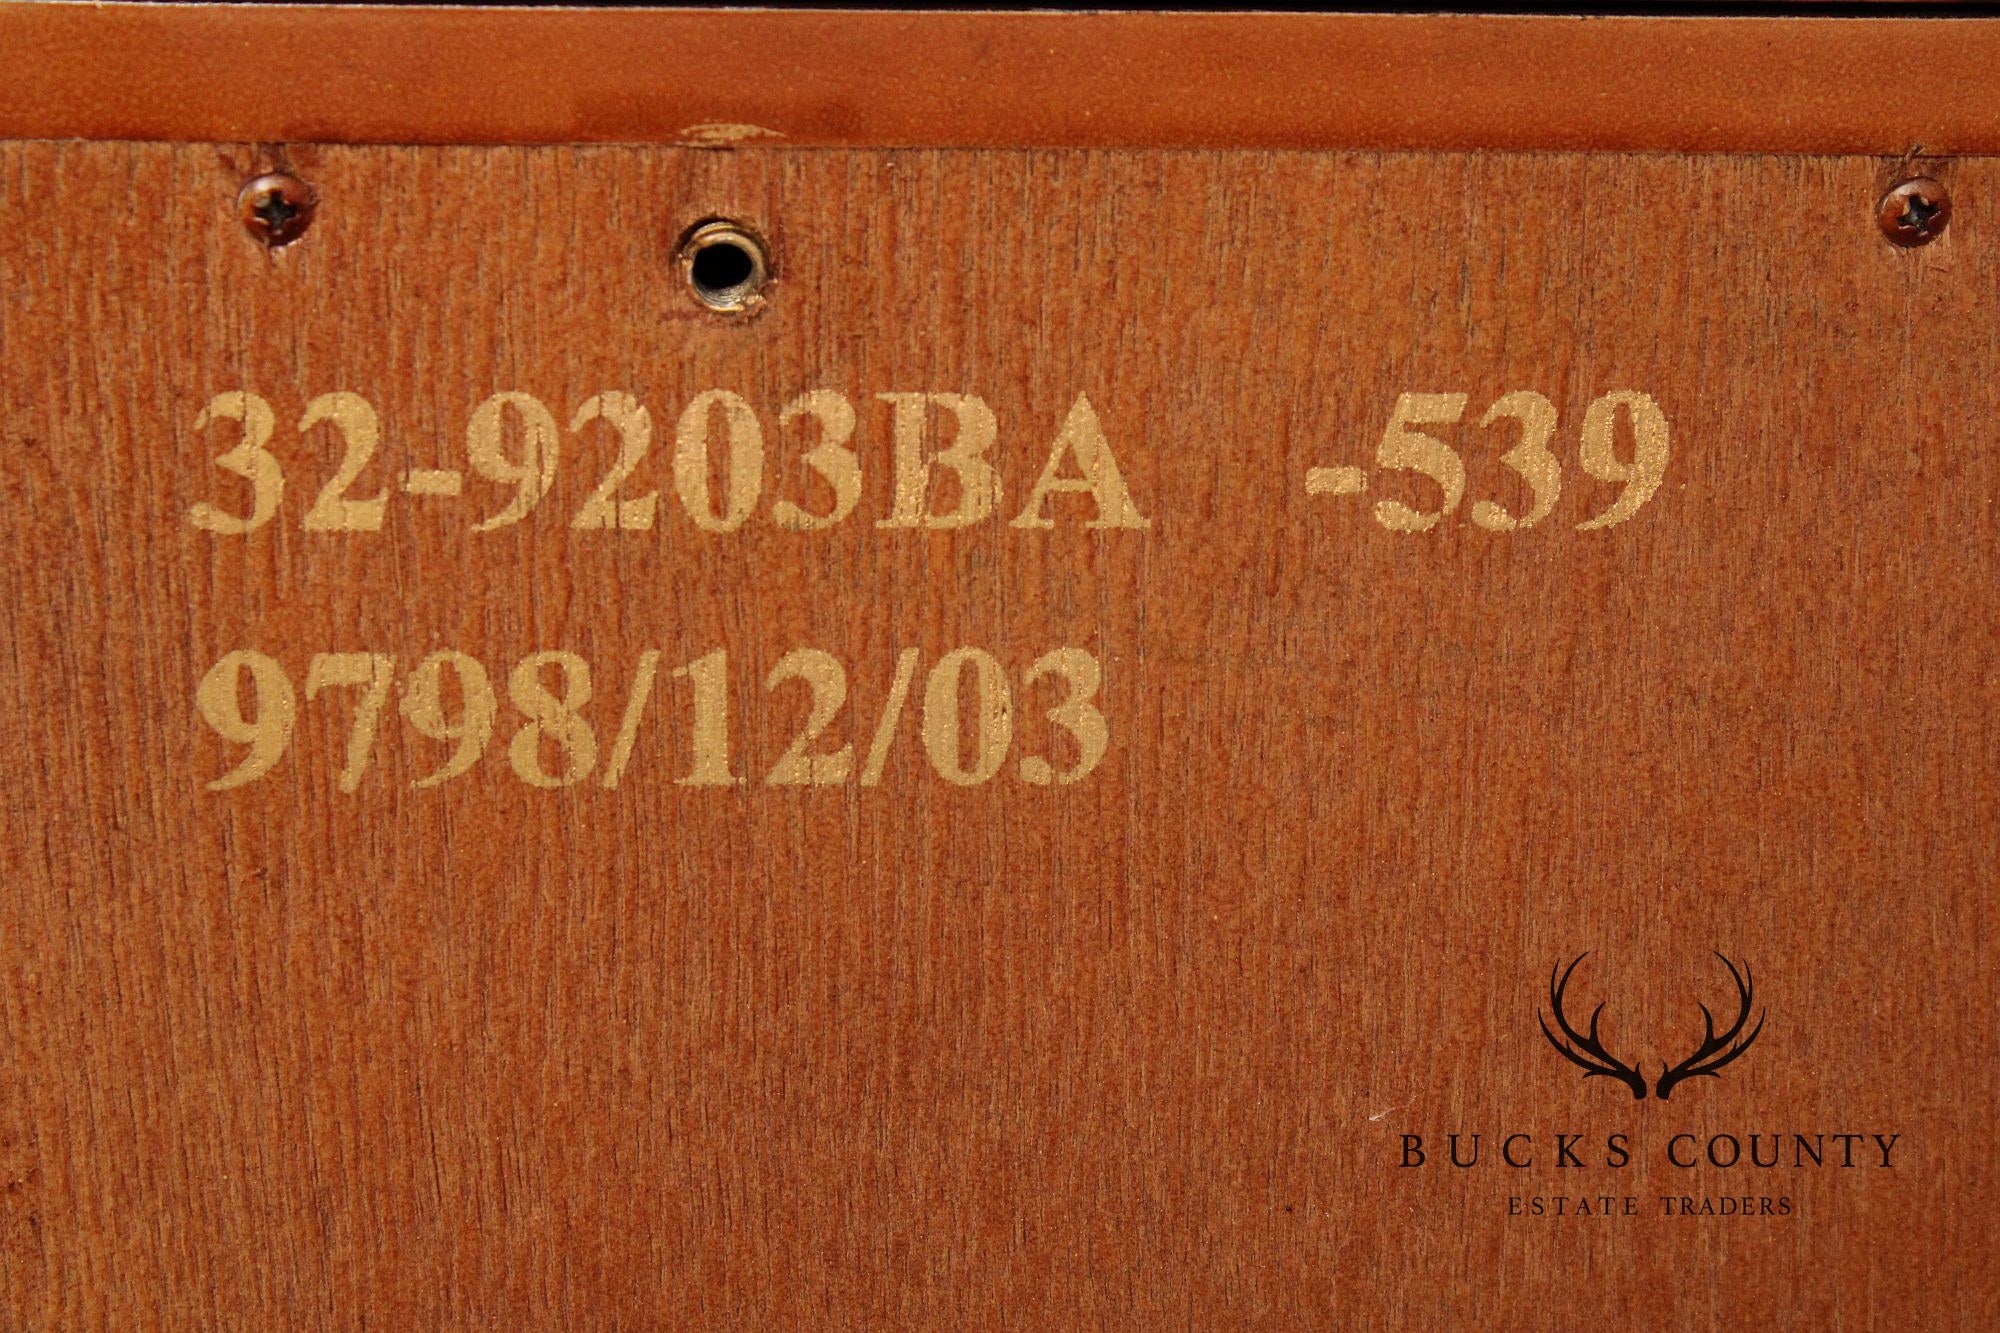 32-9203BA -539
9798/12/03
BUCKS COUNTY
ESTATE TRADERS